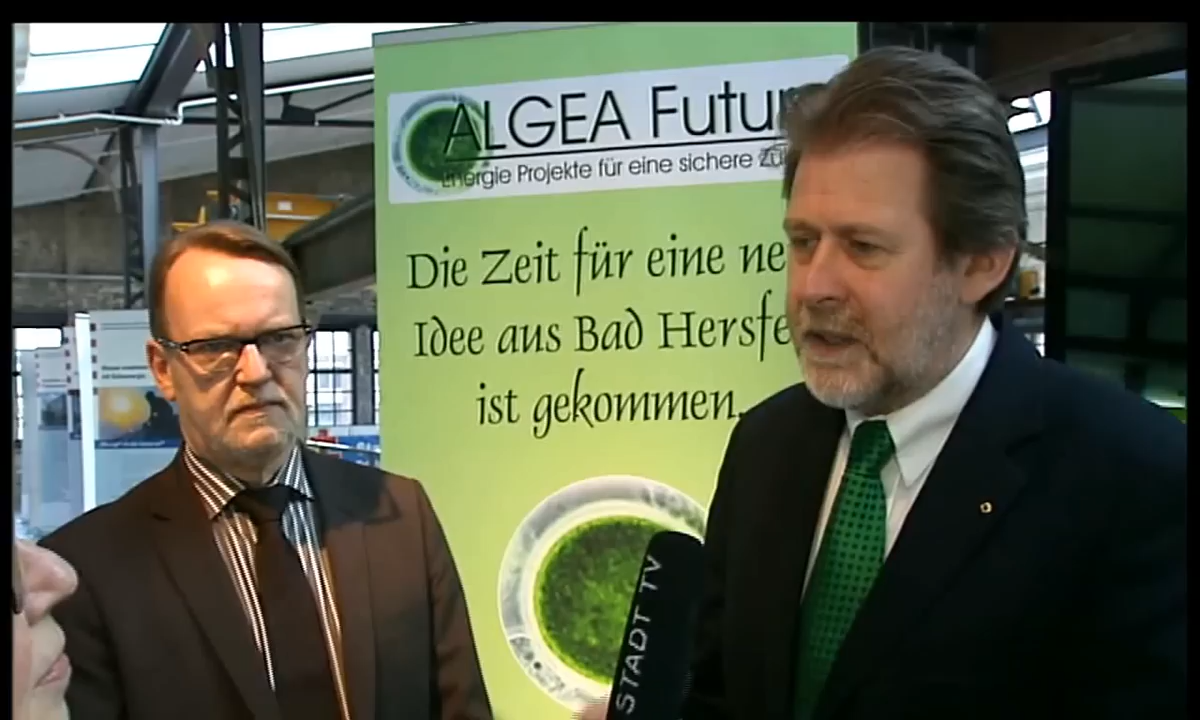 ALGEA Futur
Energie Projekte für eine sichere Zu
Die Zeit für eine ne
Idee aus Bad Hersfe
ist gekommen.
STADT TV